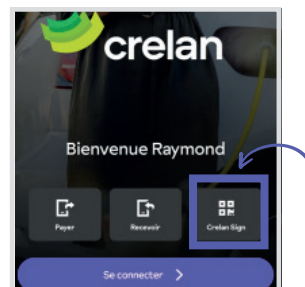 crelan
Bienvenue Raymond
Payer
Recevoir
Crelan Sign
Se connecter